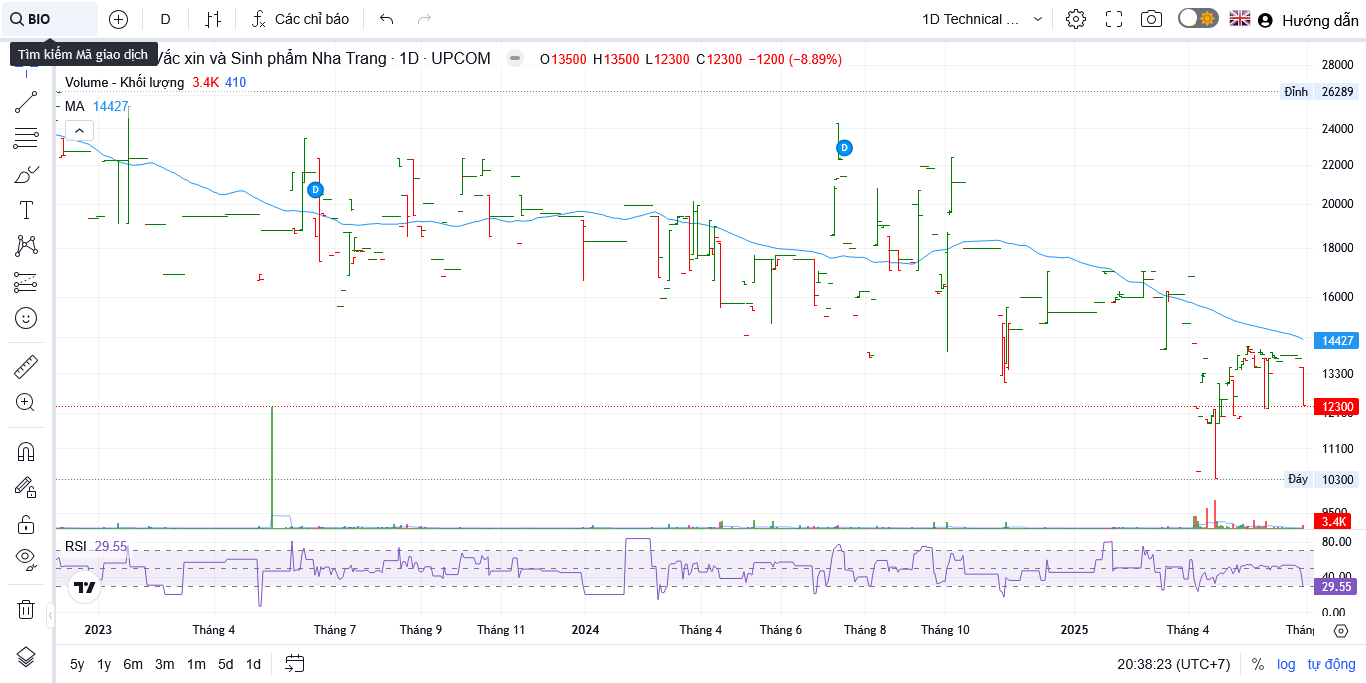 BIO
D
Các chỉ báo
1D Technical ...
Hướng dẫn
Tìm kiếm Mã giao dịch
Vắc xin và Sinh phẩm Nha Trang · 1D · UPCOM
O13500 H13500 L12300 C12300 −1200 (−8.89%)
Volume - Khối lượng 3.4K 410
MA 14427
28000
Đỉnh 26289
24000
22000
20000
18000
16000
14427
13300
12300
11100
Đáy 10300
9500
3.4K
D
D
RSI 29.55
80.00
40.00
29.55
0.00
2023 Tháng 4 Tháng 7 Tháng 9 Tháng 11 2024 Tháng 4 Tháng 6 Tháng 8 Tháng 10 2025 Tháng 4
5y 1y 6m 3m 1m 5d 1d
20:38:23 (UTC+7) % log tự động